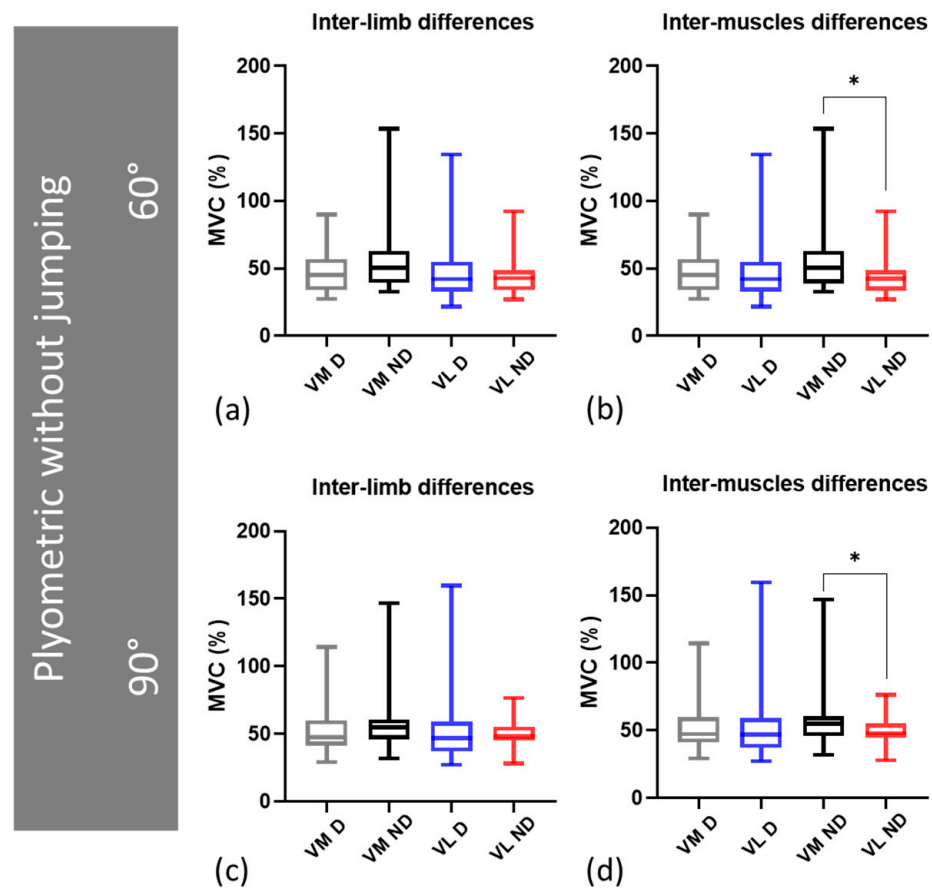 Plyometric without jumping
60°
90°
Inter-limb differences
MVC (%)
200
150
100
50
0
VM D
VM ND
VL D
VL ND
(a)
Inter-muscles differences
MVC (%)
200
150
100
50
0
*
VM D
VL D
VM ND
VL ND
(b)
Inter-limb differences
MVC (%)
200
150
100
50
0
VM D
VM ND
VL D
VL ND
(c)
Inter-muscles differences
MVC (%)
200
150
100
50
0
*
VM D
VL D
VM ND
VL ND
(d)